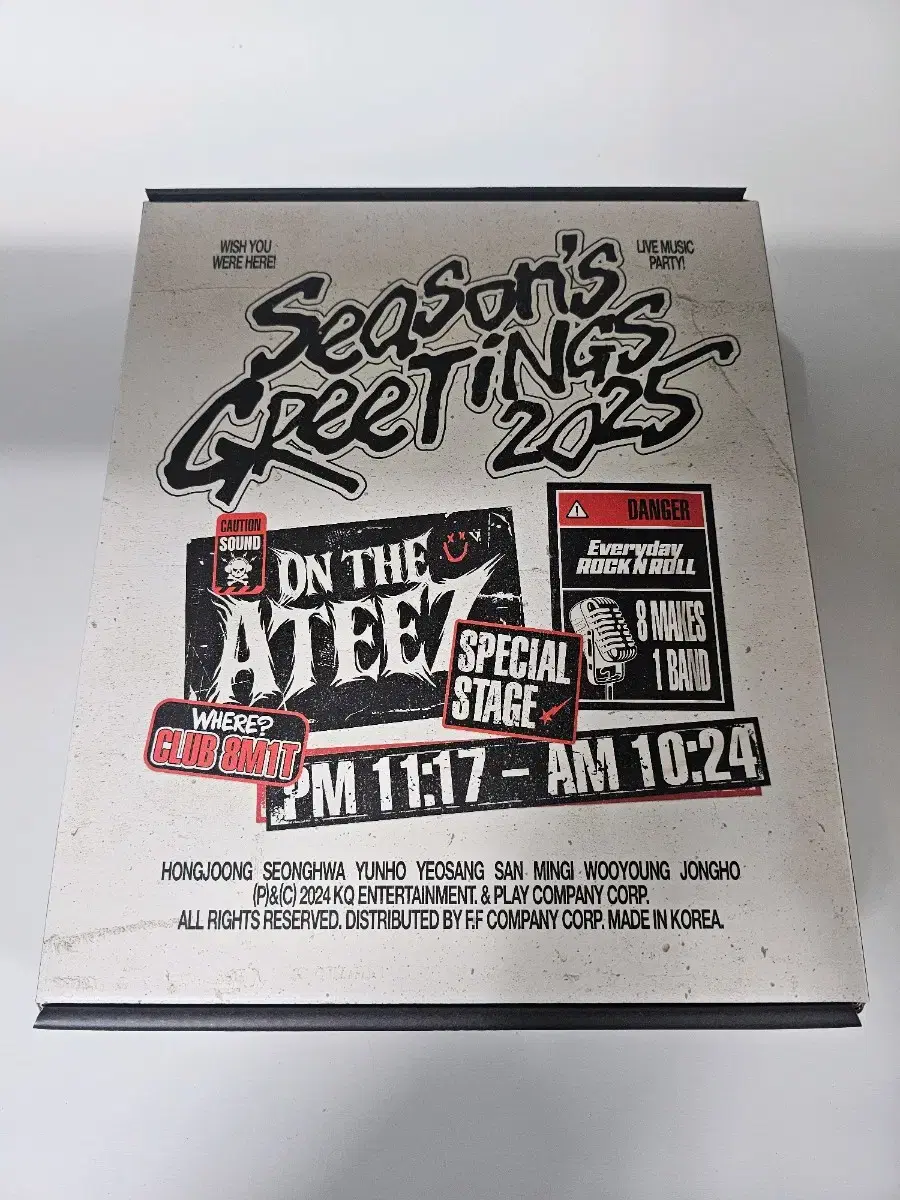 WISH YOU
WERE HERE!
LIVE MUSIC
PARTY!
Season's
GReeTiNGS
2025
CAUTION
SOUND
ON THE
ATEEZ
SPECIAL
STAGE
DANGER
Everyday
ROCK N ROLL
8 MAKES
1 BAND
WHERE?
CLUB 8M1T
PM 11:17 – AM 10:24
HONGJOONG SEONGHWA YUNHO YEOSANG SAN MINGI WOOYOUNG JONGHO
(P)&(C) 2024 KQ ENTERTAINMENT. & PLAY COMPANY CORP.
ALL RIGHTS RESERVED. DISTRIBUTED BY F.F COMPANY CORP. MADE IN KOREA.